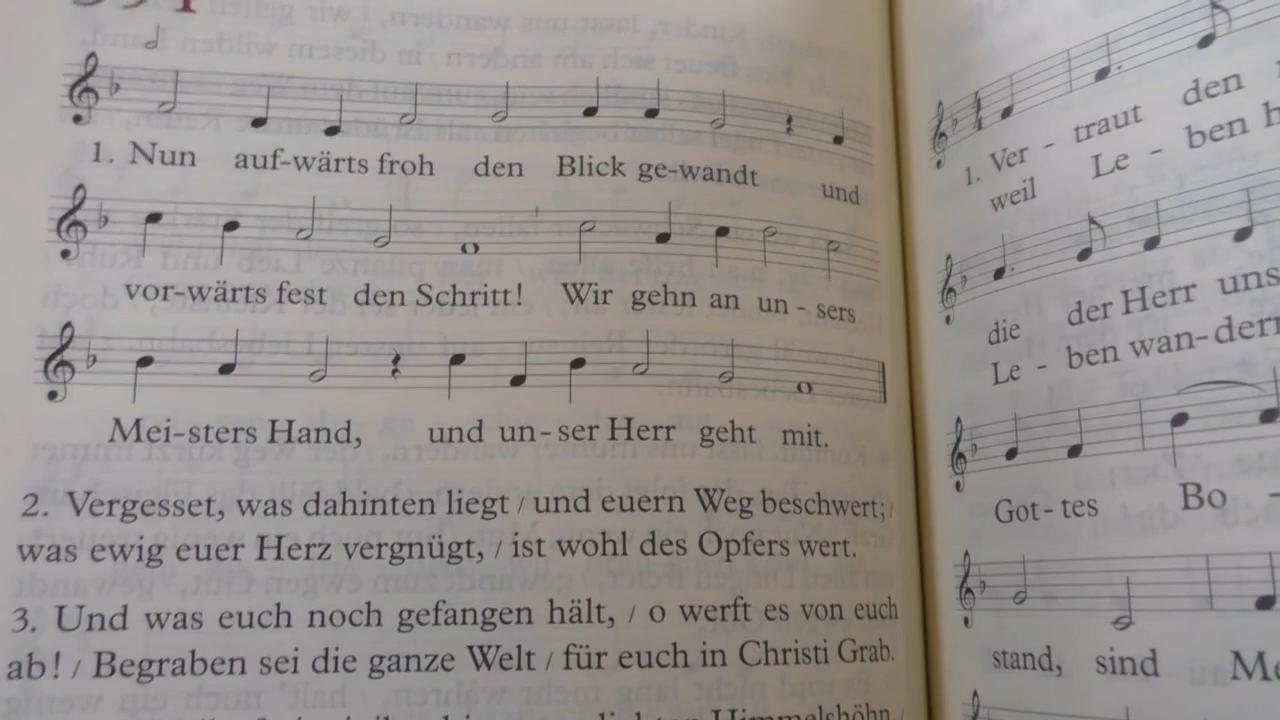 1. Nun auf-wärts froh den Blick ge-wandt und
vor-wärts fest den Schritt! Wir gehn an un-sers
Mei-sters Hand, und un-ser Herr geht mit.
2. Vergesset, was dahinten liegt / und euern Weg beschwert; /
was ewig euer Herz vergnügt, / ist wohl des Opfers wert.
3. Und was euch noch gefangen hält, / o werft es von euch
ab! / Begraben sei die ganze Welt / für euch in Christi Grab.
1. Ver - traut den
weil Le - ben
die der Herr uns
Le - ben wan-dern
Got-tes Bo -
stand, sind